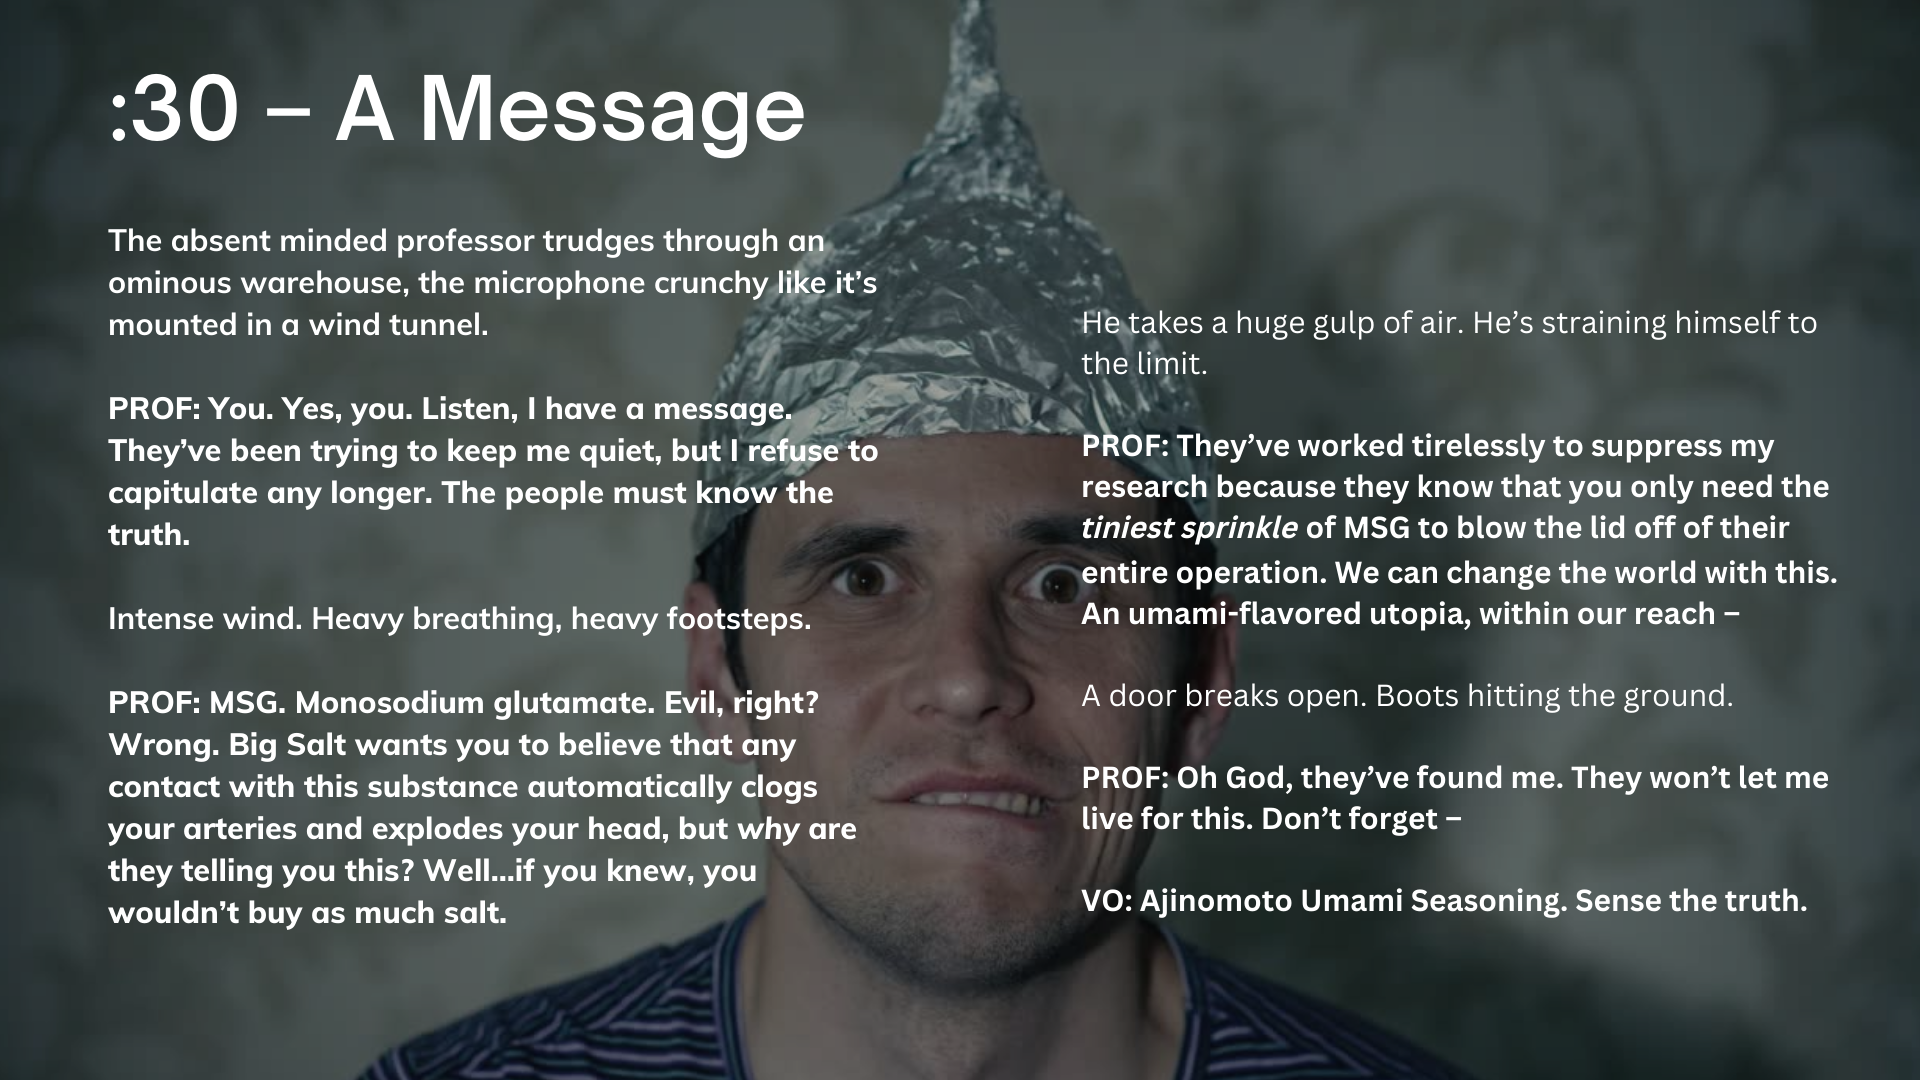 :30 – A Message
The absent minded professor trudges through an
ominous warehouse, the microphone crunchy like it’s
mounted in a wind tunnel.
PROF: You. Yes, you. Listen, I have a message.
They’ve been trying to keep me quiet, but I refuse to
capitulate any longer. The people must know the
truth.
Intense wind. Heavy breathing, heavy footsteps.
PROF: MSG. Monosodium glutamate. Evil, right?
Wrong. Big Salt wants you to believe that any
contact with this substance automatically clogs
your arteries and explodes your head, but why are
they telling you this? Well...if you knew, you
wouldn’t buy as much salt.
He takes a huge gulp of air. He’s straining himself to
the limit.
PROF: They’ve worked tirelessly to suppress my
research because they know that you only need the
tiniest sprinkle of MSG to blow the lid off of their
entire operation. We can change the world with this.
An umami-flavored utopia, within our reach –
A door breaks open. Boots hitting the ground.
PROF: Oh God, they’ve found me. They won’t let me
live for this. Don’t forget –
VO: Ajinomoto Umami Seasoning. Sense the truth.